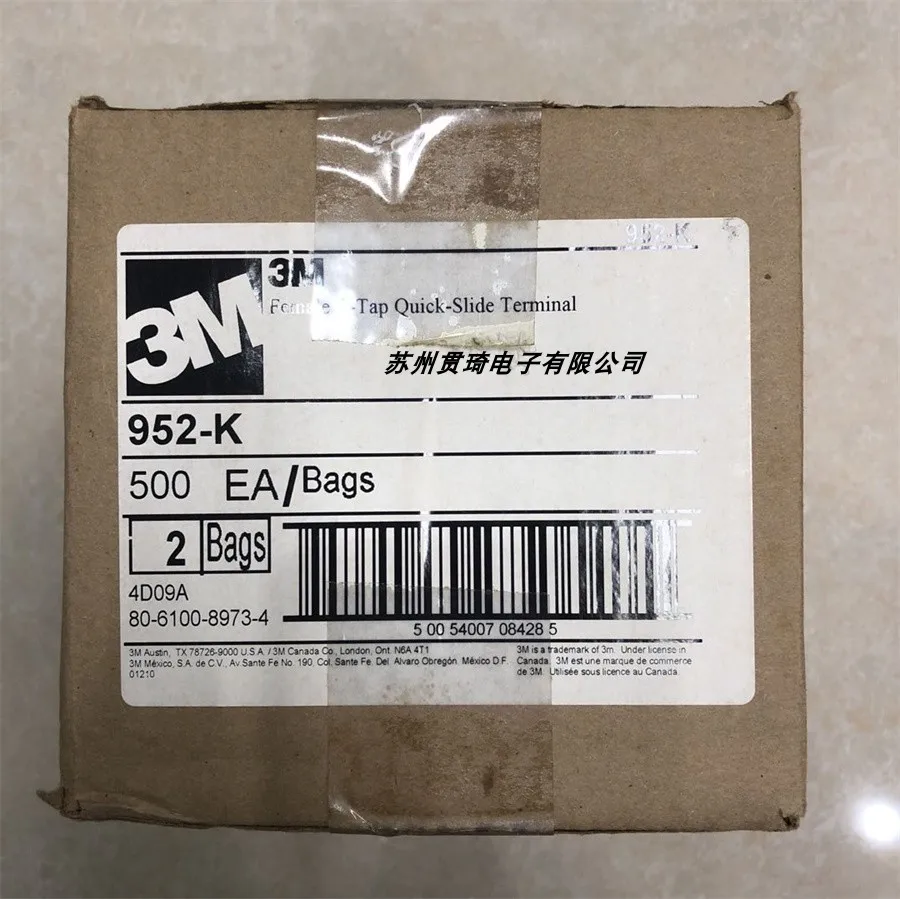 952-K
3M
3M
-Tap Quick-Slide Terminal
苏州贯琦电子有限公司
952-K
500 EA/Bags
2 Bags
4D09A
80-6100-8973-4
5 00 54007 08428 5
3M Austin, TX 78726-9000 U.S.A. / 3M Canada Co., London, Ont. N6A 4T1
3M México, S.A. de C.V., Av. Sante Fe No. 190, Col. Sante Fe. Del. Alvaro Obregón. México D.F.
01210
3M is a trademark of 3m. Under license in
Canada. 3M est une marque de commerce
de 3M. Utilisée sous licence au Canada.